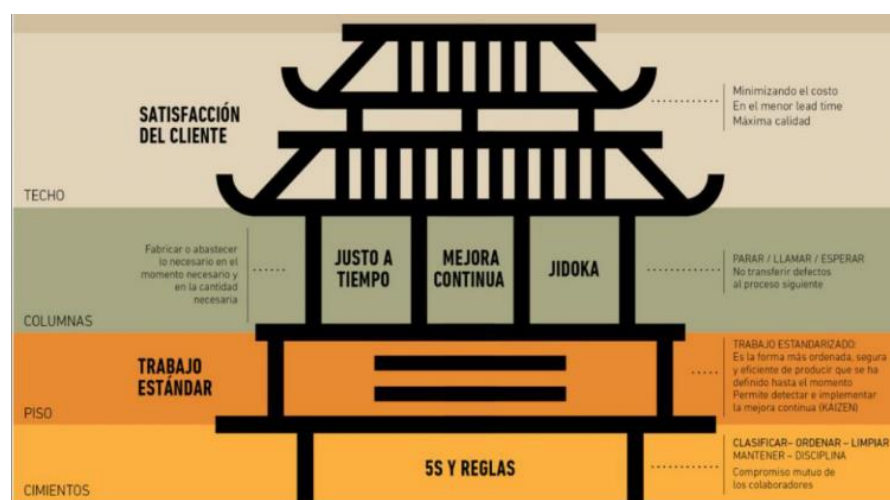 SATISFACCIÓN
DEL CLIENTE
Minimizando el costo
En el menor lead time
Máxima calidad
TECHO
Fabricar o abastecer
lo necesario en el
momento necesario y
en la cantidad
necesaria
JUSTO A
TIEMPO
MEJORA
CONTINUA
JIDOKA
PARAR / LLAMAR / ESPERAR
No transferir defectos
al proceso siguiente
COLUMNAS
TRABAJO
ESTÁNDAR
TRABAJO ESTANDARIZADO:
Es la forma más ordenada, segura
y eficiente de producir que se ha
definido hasta el momento
Permite detectar e implementar
la mejora continua (KAIZEN)
PISO
5S Y REGLAS
CLASIFICAR– ORDENAR – LIMPIAR
MANTENER – DISCIPLINA
Compromiso mutuo de
los colaboradores
CIMIENTOS